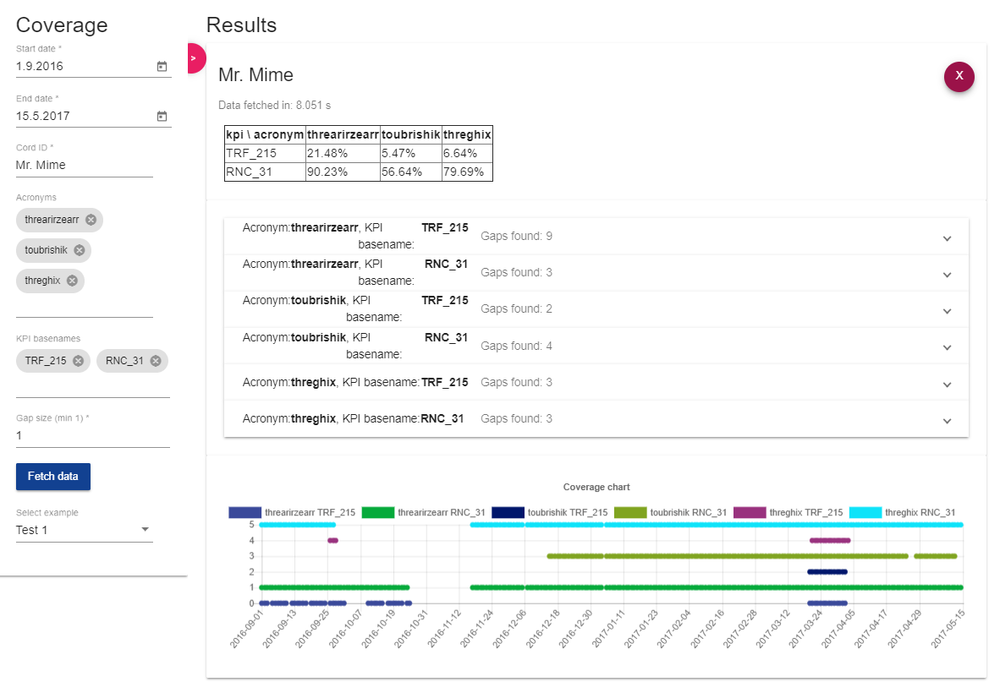 Coverage
Start date *
1.9.2016
End date *
15.5.2017
Cord ID *
Mr. Mime
Acronyms
threarirzearr
toubrishik
threghix
KPI basenames
TRF_215 RNC_31
Gap size (min 1) *
1
Fetch data
Select example
Test 1
>
Results
Mr. Mime
X
Data fetched in: 8.051 s
kpi \ acronym threarirzearr toubrishik threghix
TRF_215 21.48% 5.47% 6.64%
RNC_31 90.23% 56.64% 79.69%
Acronym:threarirzearr, KPI basename: TRF_215 Gaps found: 9
Acronym:threarirzearr, KPI basename: RNC_31 Gaps found: 3
Acronym:toubrishik, KPI basename: TRF_215 Gaps found: 2
Acronym:toubrishik, KPI basename: RNC_31 Gaps found: 4
Acronym:threghix, KPI basename:TRF_215 Gaps found: 3
Acronym:threghix, KPI basename:RNC_31 Gaps found: 3
Coverage chart
threarirzearr TRF_215 threarirzearr RNC_31 toubrishik TRF_215 toubrishik RNC_31 threghix TRF_215 threghix RNC_31
5
4
3
2
1
0
2016-09-01 2016-09-13 2016-09-25 2016-10-07 2016-10-19 2016-10-31 2016-11-12 2016-11-24 2016-12-06 2016-12-18 2016-12-30 2017-01-11 2017-01-23 2017-02-04 2017-02-16 2017-02-28 2017-03-12 2017-03-24 2017-04-05 2017-04-17 2017-04-29 2017-05-15